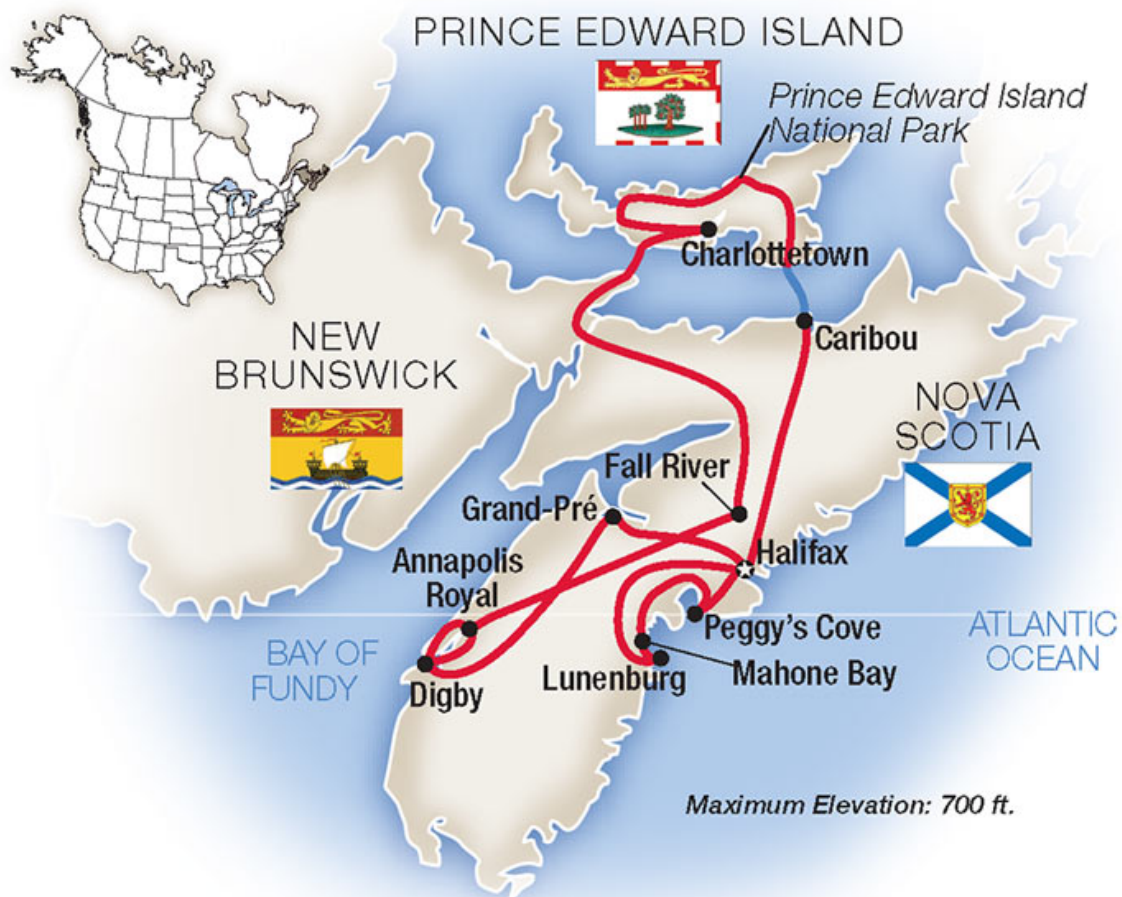 PRINCE EDWARD ISLAND
Prince Edward Island
National Park
Charlottetown
Caribou
NEW
BRUNSWICK
NOVA
SCOTIA
Fall River
Grand-Pré
Halifax
Annapolis
Royal
Peggy's Cove
ATLANTIC
OCEAN
BAY OF
FUNDY
Mahone Bay
Lunenburg
Digby
Maximum Elevation: 700 ft.